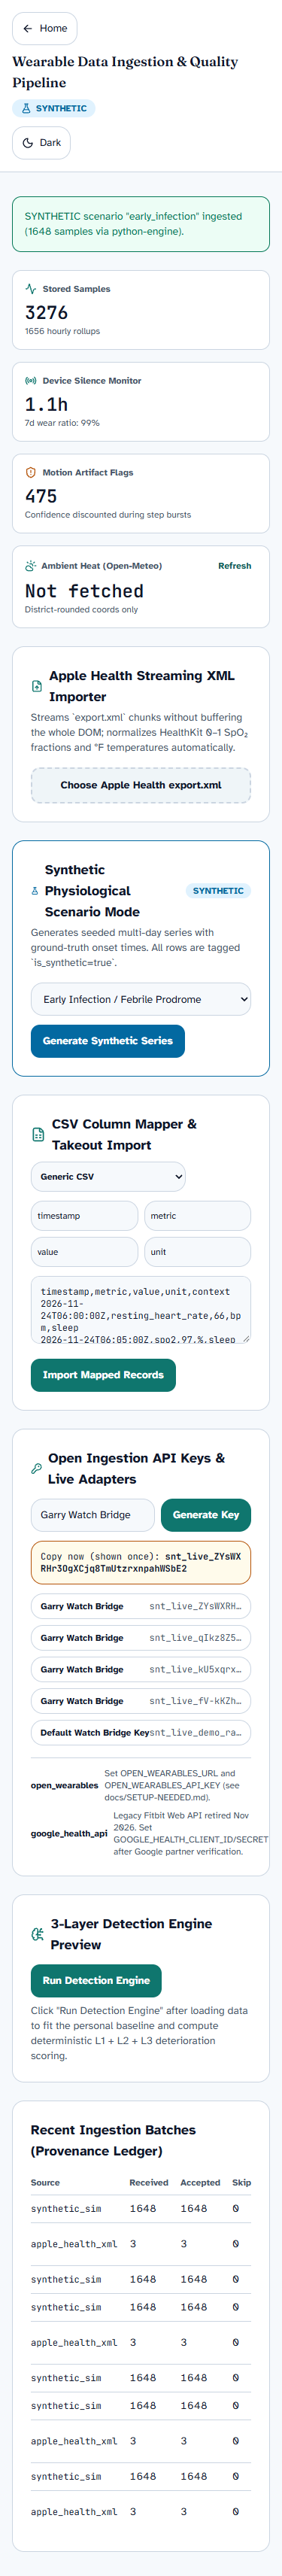 Home
Wearable Data Ingestion & Quality
Pipeline
SYNTHETIC
Dark
SYNTHETIC scenario "early_infection" ingested
(1648 samples via python-engine).
Stored Samples
3276
1656 hourly rollups
Device Silence Monitor
1.1h
7d wear ratio: 99%
Motion Artifact Flags
475
Confidence discounted during step bursts
Ambient Heat (Open-Meteo)
Refresh
Not fetched
District-rounded coords only
Apple Health Streaming XML
Importer
Streams `export.xml` chunks without buffering
the whole DOM; normalizes HealthKit 0–1 SpO₂
fractions and °F temperatures automatically.
Choose Apple Health export.xml
Synthetic
Physiological
Scenario Mode
SYNTHETIC
Generates seeded multi-day series with
ground-truth onset times. All rows are tagged
`is_synthetic=true`.
Early Infection / Febrile Prodrome
Generate Synthetic Series
CSV Column Mapper &
Takeout Import
Generic CSV
timestamp metric
value unit
timestamp,metric,value,unit,context
2026-11-
24T06:00:00Z,resting_heart_rate,66,bp
m,sleep
2026-11-24T06:05:00Z,spo2,97,%,sleep
Import Mapped Records
Open Ingestion API Keys &
Live Adapters
Garry Watch Bridge Generate Key
Copy now (shown once): snt_live_ZYsWX
RHr3OgXCjq8TmUtzrxnpahWSbE2
Garry Watch Bridge snt_live_ZYsWXRH…
Garry Watch Bridge snt_live_qIkz8Z5…
Garry Watch Bridge snt_live_kU5xqrx…
Garry Watch Bridge snt_live_fV-kKZh…
Default Watch Bridge Key snt_live_demo_ra…
open_wearables Set OPEN_WEARABLES_URL and
OPEN_WEARABLES_API_KEY (see
docs/SETUP-NEEDED.md).
google_health_api Legacy Fitbit Web API retired Nov
2026. Set
GOOGLE_HEALTH_CLIENT_ID/SECRET
after Google partner verification.
3-Layer Detection Engine
Preview
Run Detection Engine
Click "Run Detection Engine" after loading data
to fit the personal baseline and compute
deterministic L1 + L2 + L3 deterioration
scoring.
Recent Ingestion Batches
(Provenance Ledger)
Source Received Accepted Skip
synthetic_sim 1648 1648 0
apple_health_xml 3 3 0
synthetic_sim 1648 1648 0
synthetic_sim 1648 1648 0
apple_health_xml 3 3 0
synthetic_sim 1648 1648 0
synthetic_sim 1648 1648 0
apple_health_xml 3 3 0
synthetic_sim 1648 1648 0
apple_health_xml 3 3 0